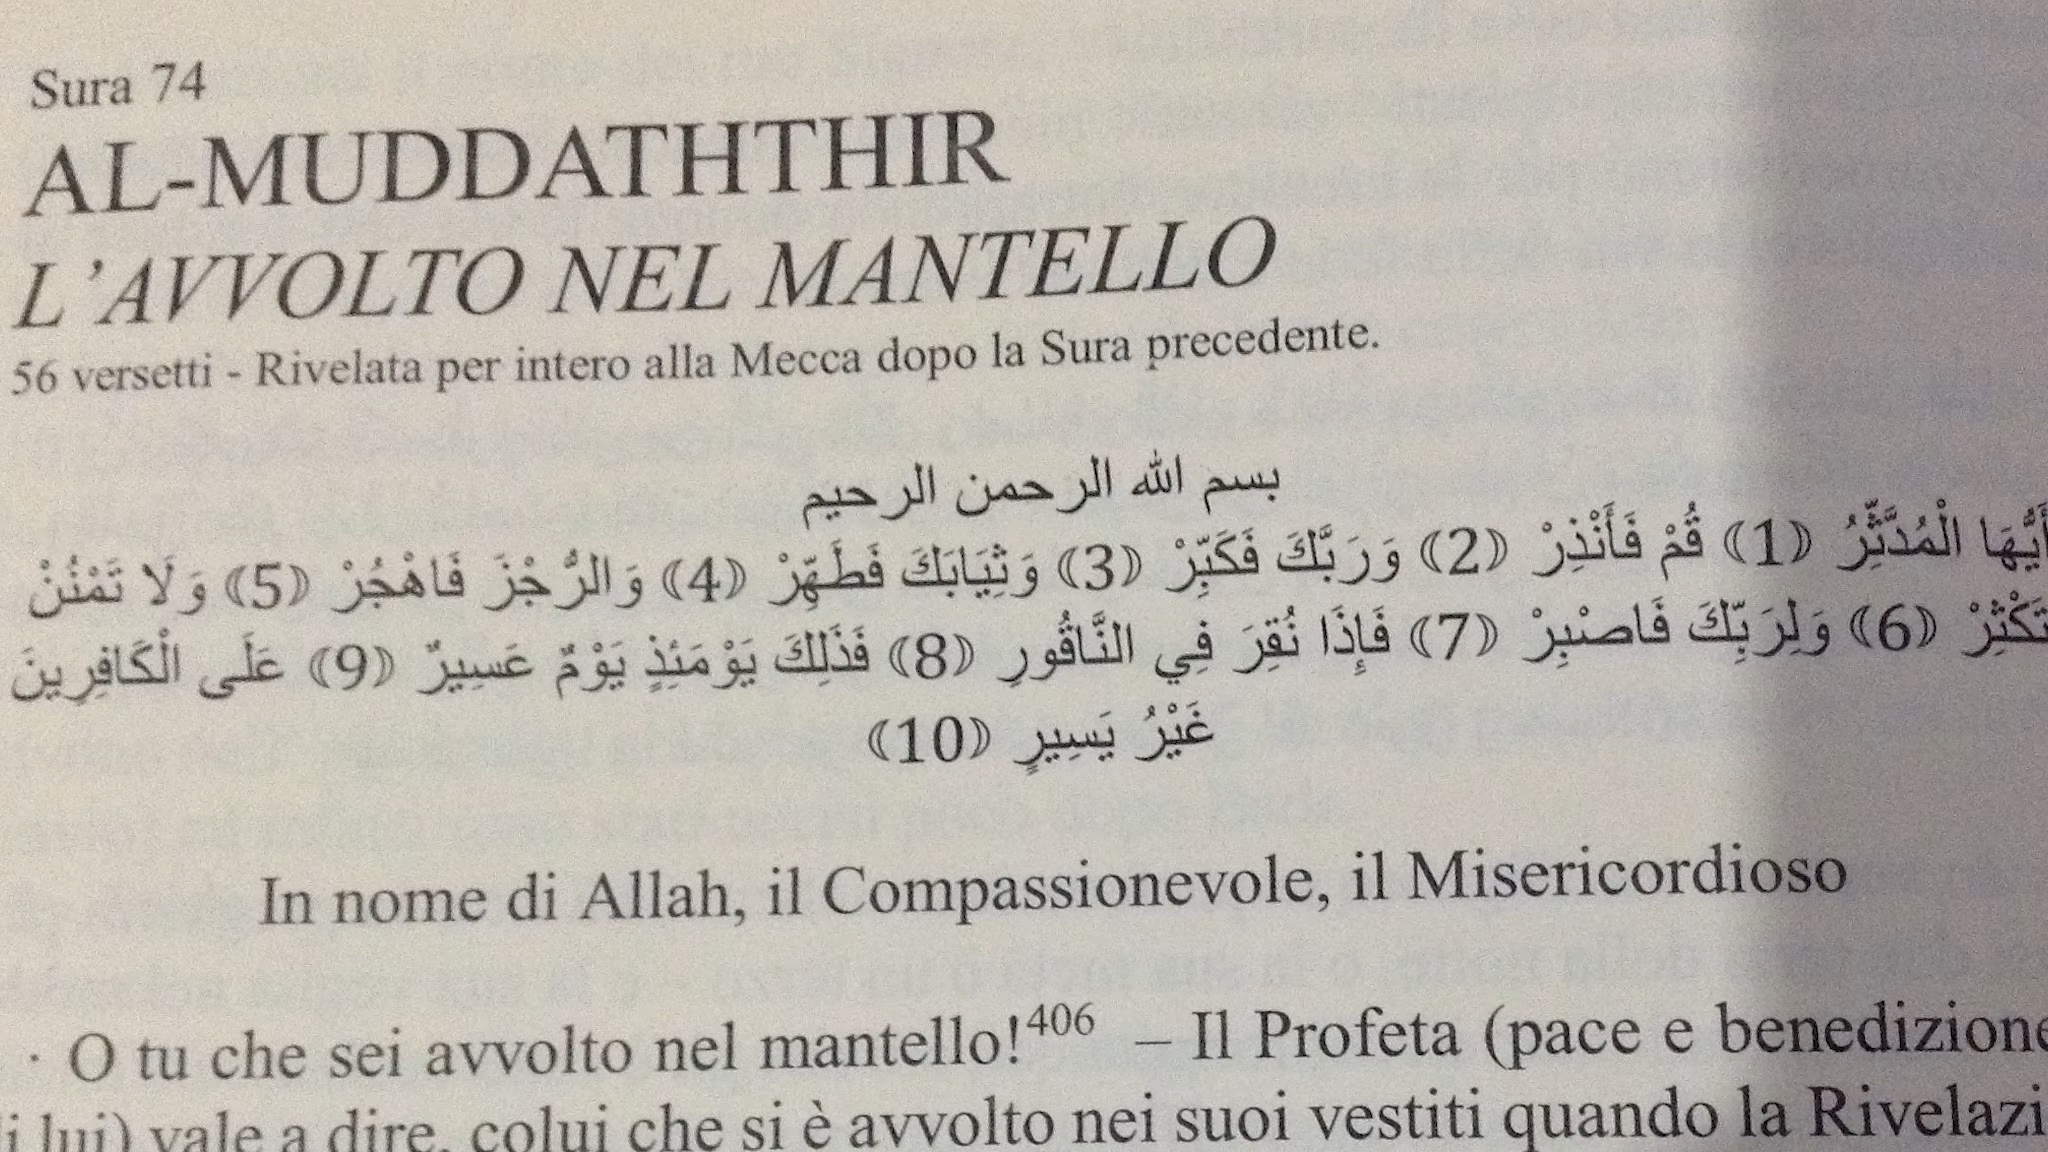 Sura 74
AL-MUDDATHTHIR
L'AVVOLTO NEL MANTELLO
56 versetti - Rivelata per intero alla Mecca dopo la Sura precedente.
بسم الله الرحمن الرحيم
أَيُّهَا الْمُدَّثِّرُ (1) قُمْ فَأَنْذِرْ (2) وَرَبَّكَ فَكَبِّرْ (3) وَثِيَابَكَ فَطَهِّرْ (4) وَالرُّجْزَ فَاهْجُرْ (5) وَلَا تَمْنُنْ
تَكْثِرْ (6) وَلِرَبِّكَ فَاصْبِرْ (7) فَإِذَا نُقِرَ فِي النَّاقُورِ (8) فَذَلِكَ يَوْمَئِذٍ يَوْمٌ عَسِيرٌ (9) عَلَى الْكَافِرِينَ
غَيْرُ يَسِيرٍ (10)
In nome di Allah, il Compassionevole, il Misericordioso
· O tu che sei avvolto nel mantello!406 – Il Profeta (pace e benedizione
i lui) vale a dire, colui che si è avvolto nei suoi vestiti quando la Rivelazi